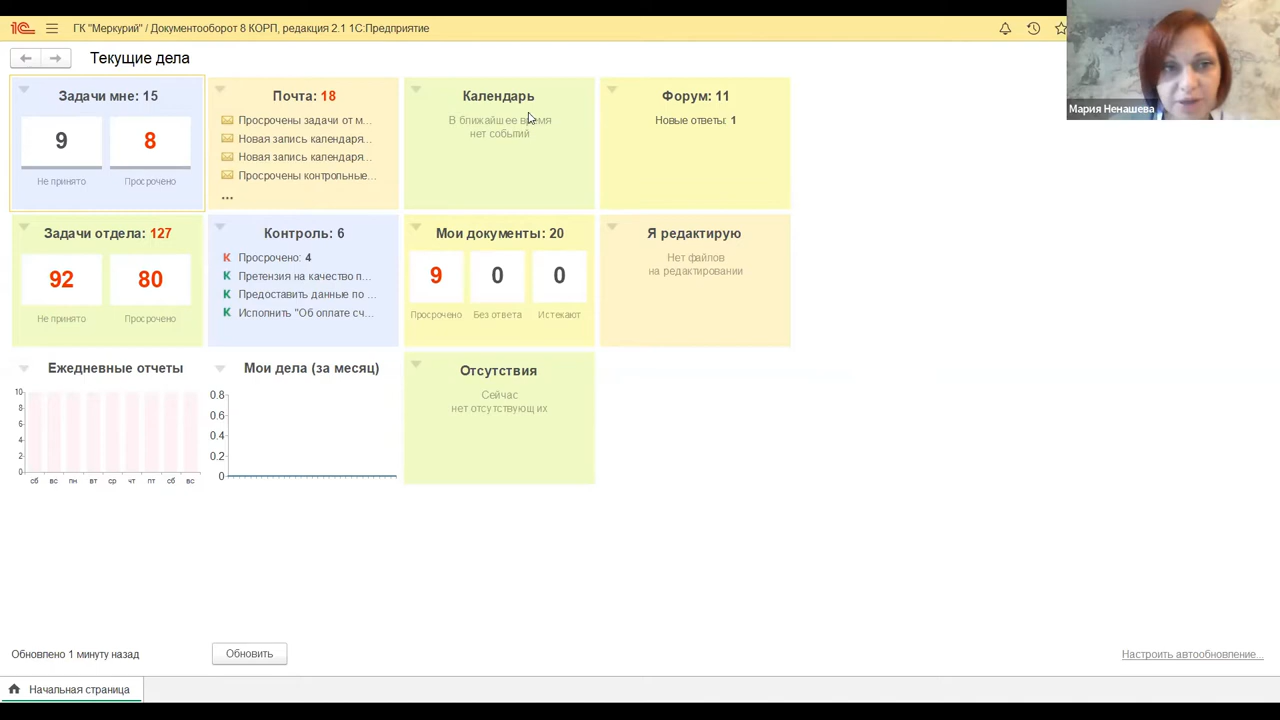 1С ГК "Меркурий" / Документооборот 8 КОРП, редакция 2.1 1С:Предприятие
Мария Ненашева
Текущие дела
Задачи мне: 15
9 8
Не принято Просрочено
Почта: 18
Просрочены задачи от м...
Новая запись календаря...
Новая запись календаря...
Просрочены контрольные...
...
Календарь
В ближайшее время
нет событий
Форум: 11
Новые ответы: 1
Задачи отдела: 127
92 80
Не принято Просрочено
Контроль: 6
К Просрочено: 4
К Претензия на качество п...
К Предоставить данные по ...
К Исполнить "Об оплате сч...
Мои документы: 20
9 0 0
Просрочено Без ответа Истекают
Я редактирую
Нет файлов
на редактировании
Ежедневные отчеты
10
8
6
4
2
0
сб вс пн вт ср чт пт сб вс
Мои дела (за месяц)
0.8
0.6
0.4
0.2
0
Отсутствия
Сейчас
нет отсутствующих
Обновлено 1 минуту назад
Обновить
Настроить автообновление...
Начальная страница